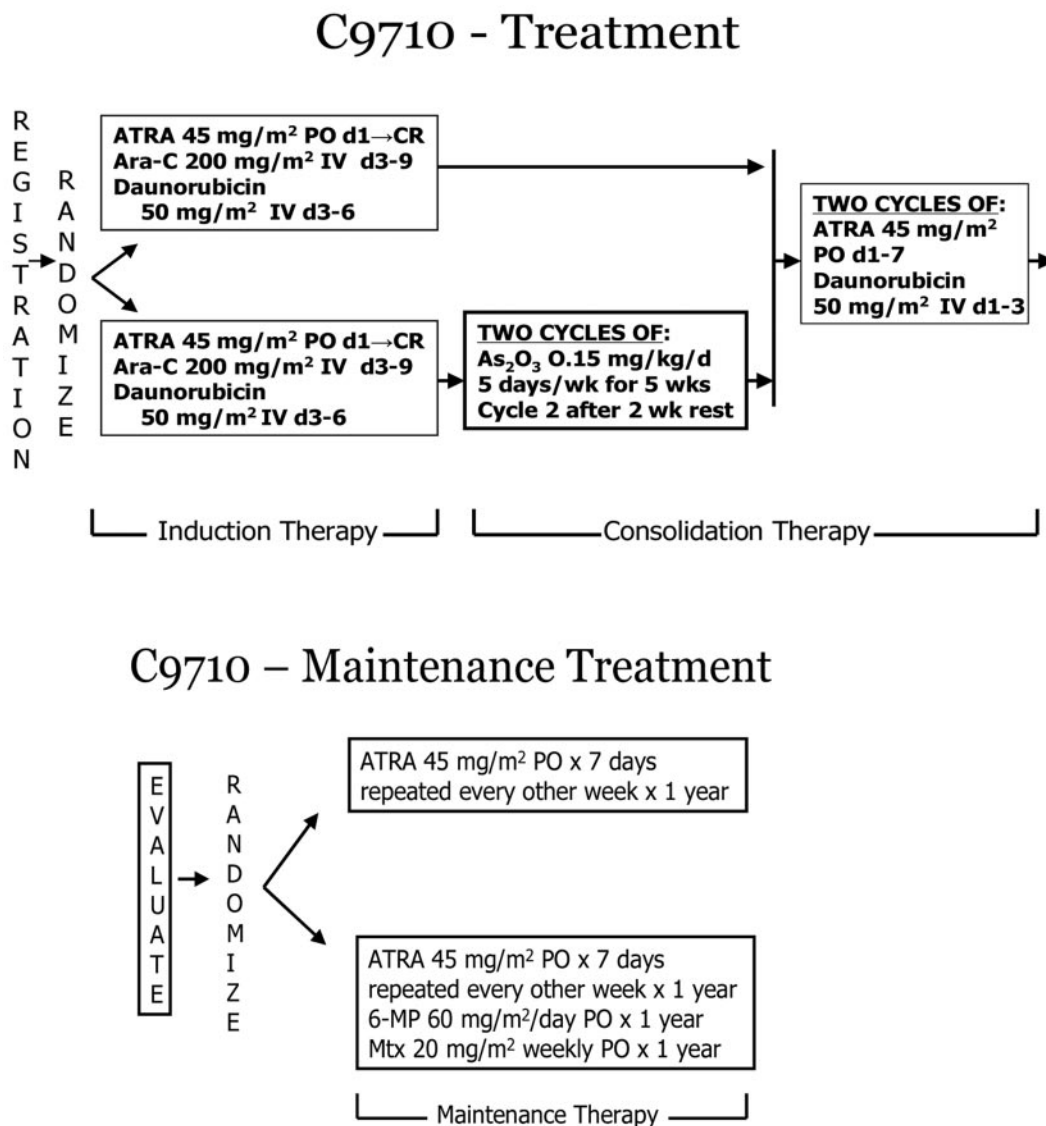 C9710 - Treatment
REGISTRATION
RANDOMIZE
ATRA 45 mg/m² PO d1→CR
Ara-C 200 mg/m² IV d3-9
Daunorubicin
50 mg/m² IV d3-6
ATRA 45 mg/m² PO d1→CR
Ara-C 200 mg/m² IV d3-9
Daunorubicin
50 mg/m² IV d3-6
TWO CYCLES OF:
As₂O₃ 0.15 mg/kg/d
5 days/wk for 5 wks
Cycle 2 after 2 wk rest
TWO CYCLES OF:
ATRA 45 mg/m²
PO d1-7
Daunorubicin
50 mg/m² IV d1-3
Induction Therapy
Consolidation Therapy
C9710 – Maintenance Treatment
EVALUATE
RANDOMIZE
ATRA 45 mg/m² PO x 7 days
repeated every other week x 1 year
ATRA 45 mg/m² PO x 7 days
repeated every other week x 1 year
6-MP 60 mg/m²/day PO x 1 year
Mtx 20 mg/m² weekly PO x 1 year
Maintenance Therapy